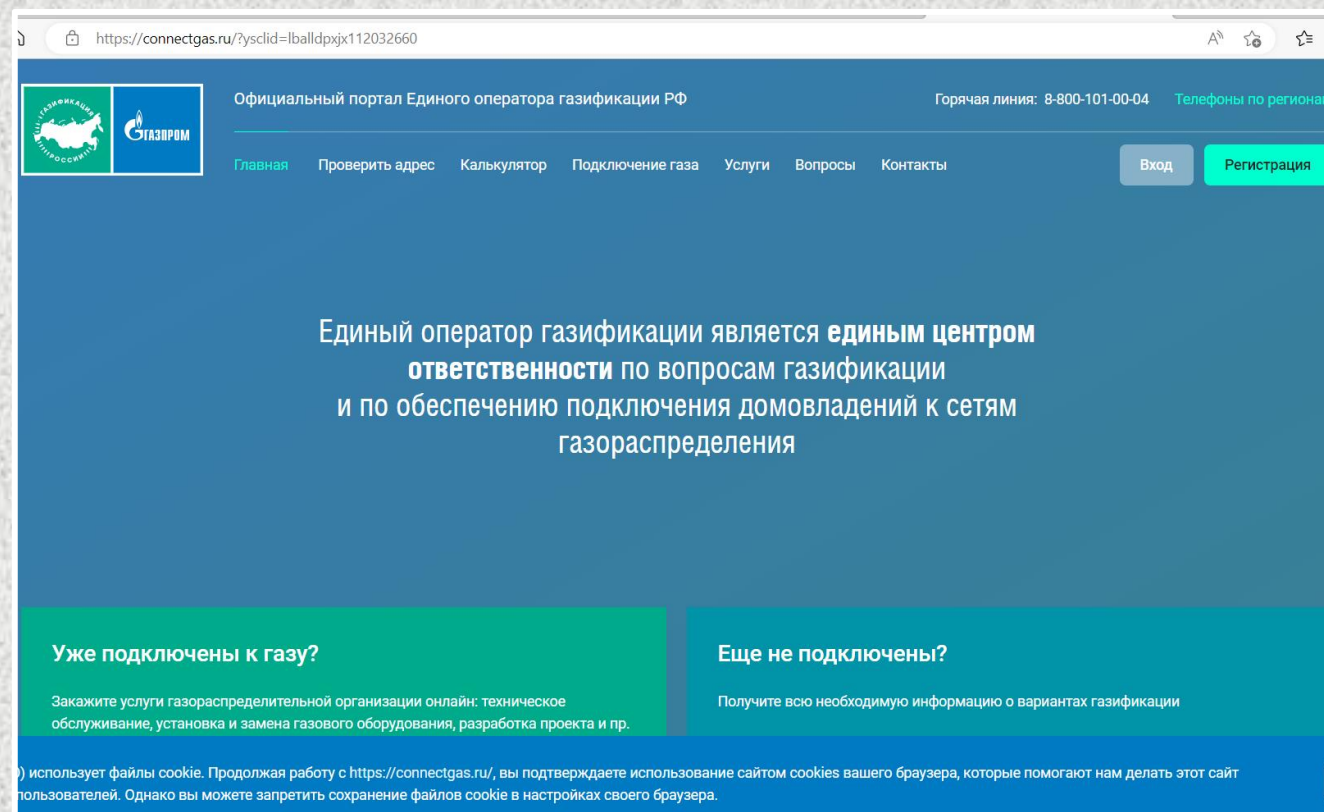 https://connectgas.ru/?ysclid=lballdpxjx112032660
Официальный портал Единого оператора газификации РФ
Горячая линия: 8-800-101-00-04 Телефоны по региона
ГАЗИФИКАЦИЯ РОССИИ
ГАЗПРОМ
Главная Проверить адрес Калькулятор Подключение газа Услуги Вопросы Контакты
Вход Регистрация
Единый оператор газификации является единым центром
ответственности по вопросам газификации
и по обеспечению подключения домовладений к сетям
газораспределения
Уже подключены к газу?
Закажите услуги газораспределительной организации онлайн: техническое
обслуживание, установка и замена газового оборудования, разработка проекта и пр.
Еще не подключены?
Получите всю необходимую информацию о вариантах газификации
) использует файлы cookie. Продолжая работу с https://connectgas.ru/, вы подтверждаете использование сайтом cookies вашего браузера, которые помогают нам делать этот сайт
пользователей. Однако вы можете запретить сохранение файлов cookie в настройках своего браузера.